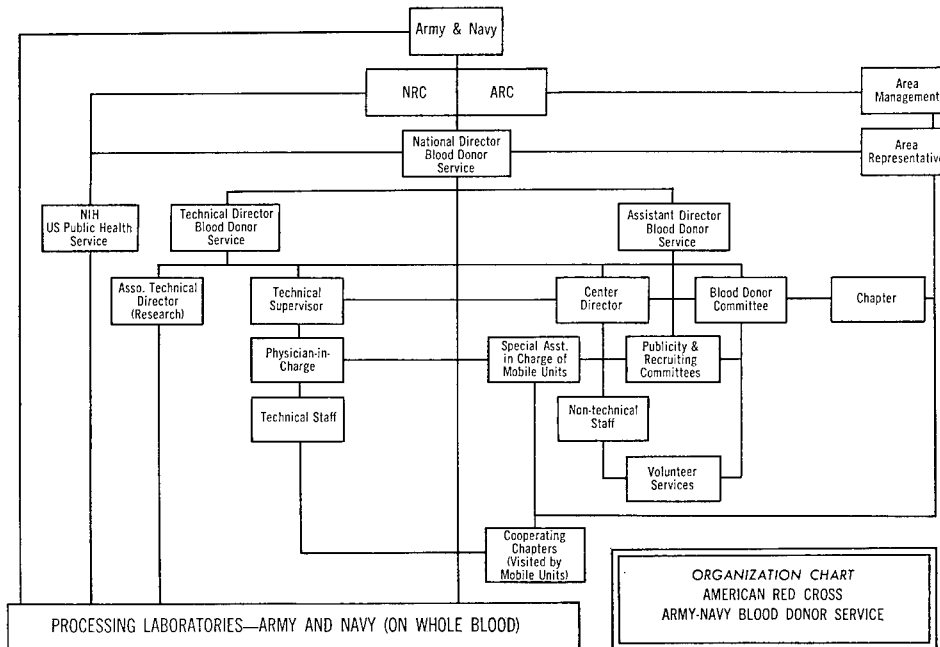 Army & Navy
NRC
ARC
Area
Management
National Director
Blood Donor
Service
Area
Representative
NIH
US Public Health
Service
Technical Director
Blood Donor
Service
Assistant Director
Blood Donor
Service
Asso. Technical
Director
(Research)
Technical
Supervisor
Center
Director
Blood Donor
Committee
Chapter
Physician-in-
Charge
Special Asst.
in Charge of
Mobile Units
Publicity &
Recruiting
Committees
Technical Staff
Non-technical
Staff
Volunteer
Services
Cooperating
Chapters
(Visited by
Mobile Units)
ORGANIZATION CHART
AMERICAN RED CROSS
ARMY-NAVY BLOOD DONOR SERVICE
PROCESSING LABORATORIES—ARMY AND NAVY (ON WHOLE BLOOD)